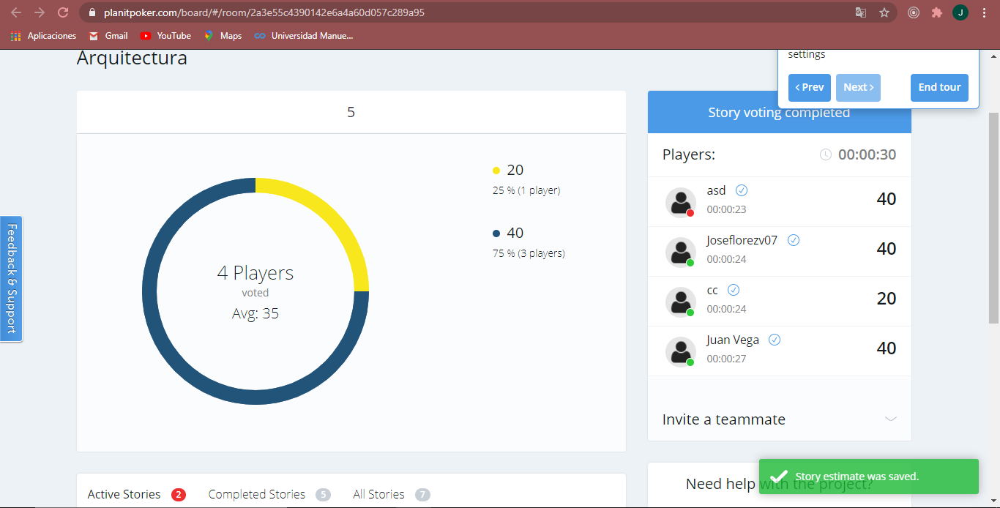 planitpoker.com/board/#/room/2a3e55c4390142e6a4a60d057c289a95
J
Aplicaciones Gmail YouTube Maps Universidad Manue...
Arquitectura
settings
< Prev Next > End tour
5
Story voting completed
20
25 % (1 player)
40
75 % (3 players)
4 Players
voted
Avg: 35
Players: 00:00:30
asd 40
00:00:23
Joseflorezv07 40
00:00:24
cc 20
00:00:24
Juan Vega 40
00:00:27
Invite a teammate
Feedback & Support
Need help with the project?
Story estimate was saved.
Active Stories 2 Completed Stories 5 All Stories 7